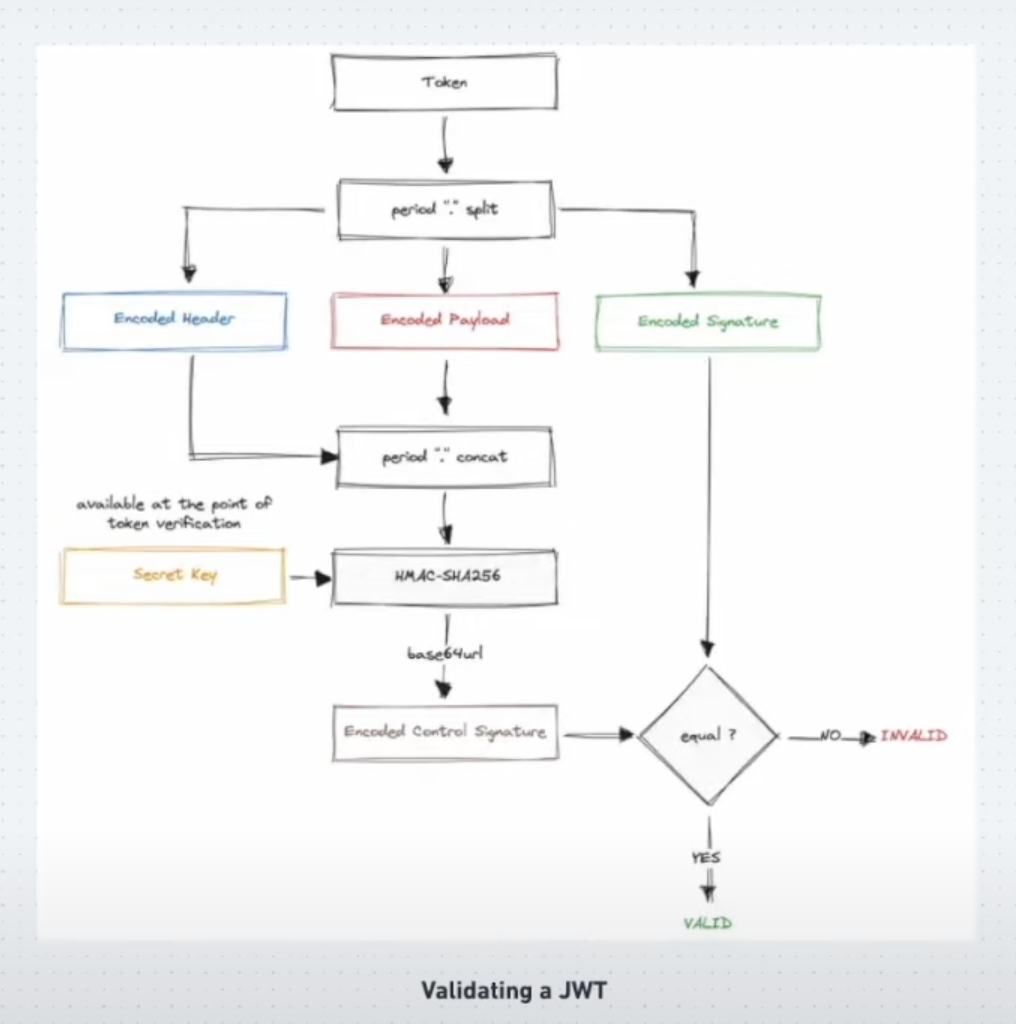 Token
period "." split
Encoded Header
Encoded Payload
Encoded Signature
period "." concat
available at the point of
token verification
Secret Key
HMAC-SHA256
base64url
Encoded Control Signature
equal ?
NO
INVALID
YES
VALID
Validating a JWT